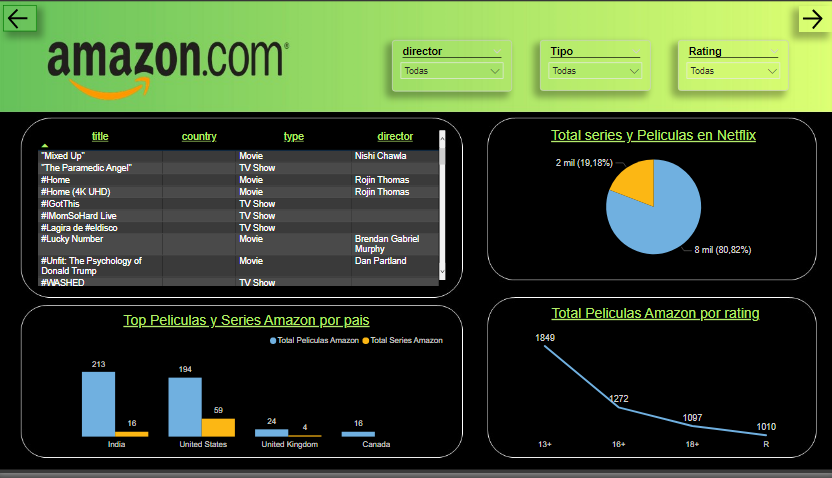 amazon.com®
director
Todas
Tipo
Todas
Rating
Todas
title country type director
"Mixed Up" Movie Nishi Chawla
"The Paramedic Angel" TV Show
#Home Movie Rojin Thomas
#Home (4K UHD) Movie Rojin Thomas
#IGotThis TV Show
#IMomSoHard Live TV Show
#Lagira de #eldisco TV Show
#Lucky Number Movie Brendan Gabriel
Murphy
#Unfit: The Psychology of Movie Dan Partland
Donald Trump
#WASHED TV Show
Total series y Peliculas en Netflix
2 mil (19,18%)
8 mil (80,82%)
Top Peliculas y Series Amazon por pais
Total Peliculas Amazon Total Series Amazon
213
16
194
59
24
4
16
India United States United Kingdom Canada
Total Peliculas Amazon por rating
1849
1272
1097
1010
13+ 16+ 18+ R